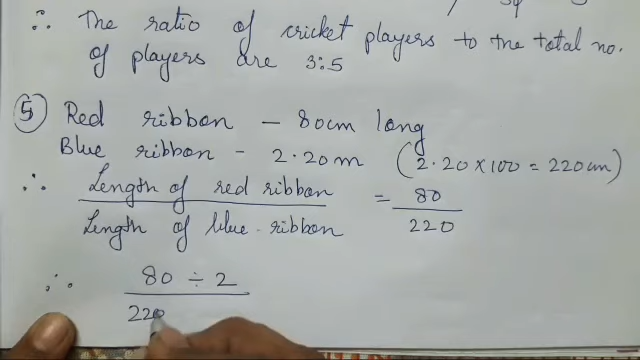 ∴ The ratio of cricket players to the total no.
of players are 3:5
⑤ Red ribbon – 80cm long
Blue ribbon – 2.20m (2.20×100 = 220cm)
∴ Length of red ribbon / Length of blue ribbon = 80 / 220
∴ 80 ÷ 2 / 220